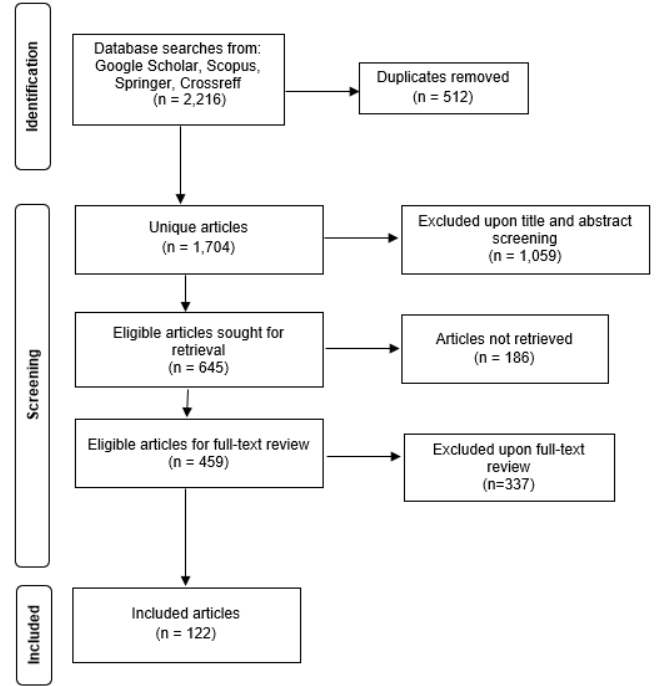 Identification
Database searches from:
Google Scholar, Scopus,
Springer, Crossreff
(n = 2,216)
Duplicates removed
(n = 512)
Screening
Unique articles
(n = 1,704)
Excluded upon title and abstract
screening
(n = 1,059)
Eligible articles sought for
retrieval
(n = 645)
Articles not retrieved
(n = 186)
Eligible articles for full-text review
(n = 459)
Excluded upon full-text
review
(n=337)
Included
Included articles
(n = 122)